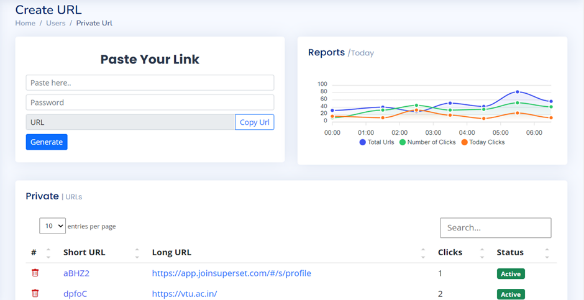 Create URL
Home / Users / Private Url
Paste Your Link
Paste here..
Password
URL Copy Url
Generate
Reports /Today
100
80
60
40
20
0
00:00 01:00 02:00 03:00 04:00 05:00 06:00
Total Urls Number of Clicks Today Clicks
Private | URLs
10 entries per page Search...
# Short URL Long URL Clicks Status
aBHZ2 https://app.joinsuperset.com/#/s/profile 1 Active
dpfoC https://vtu.ac.in/ 2 Active